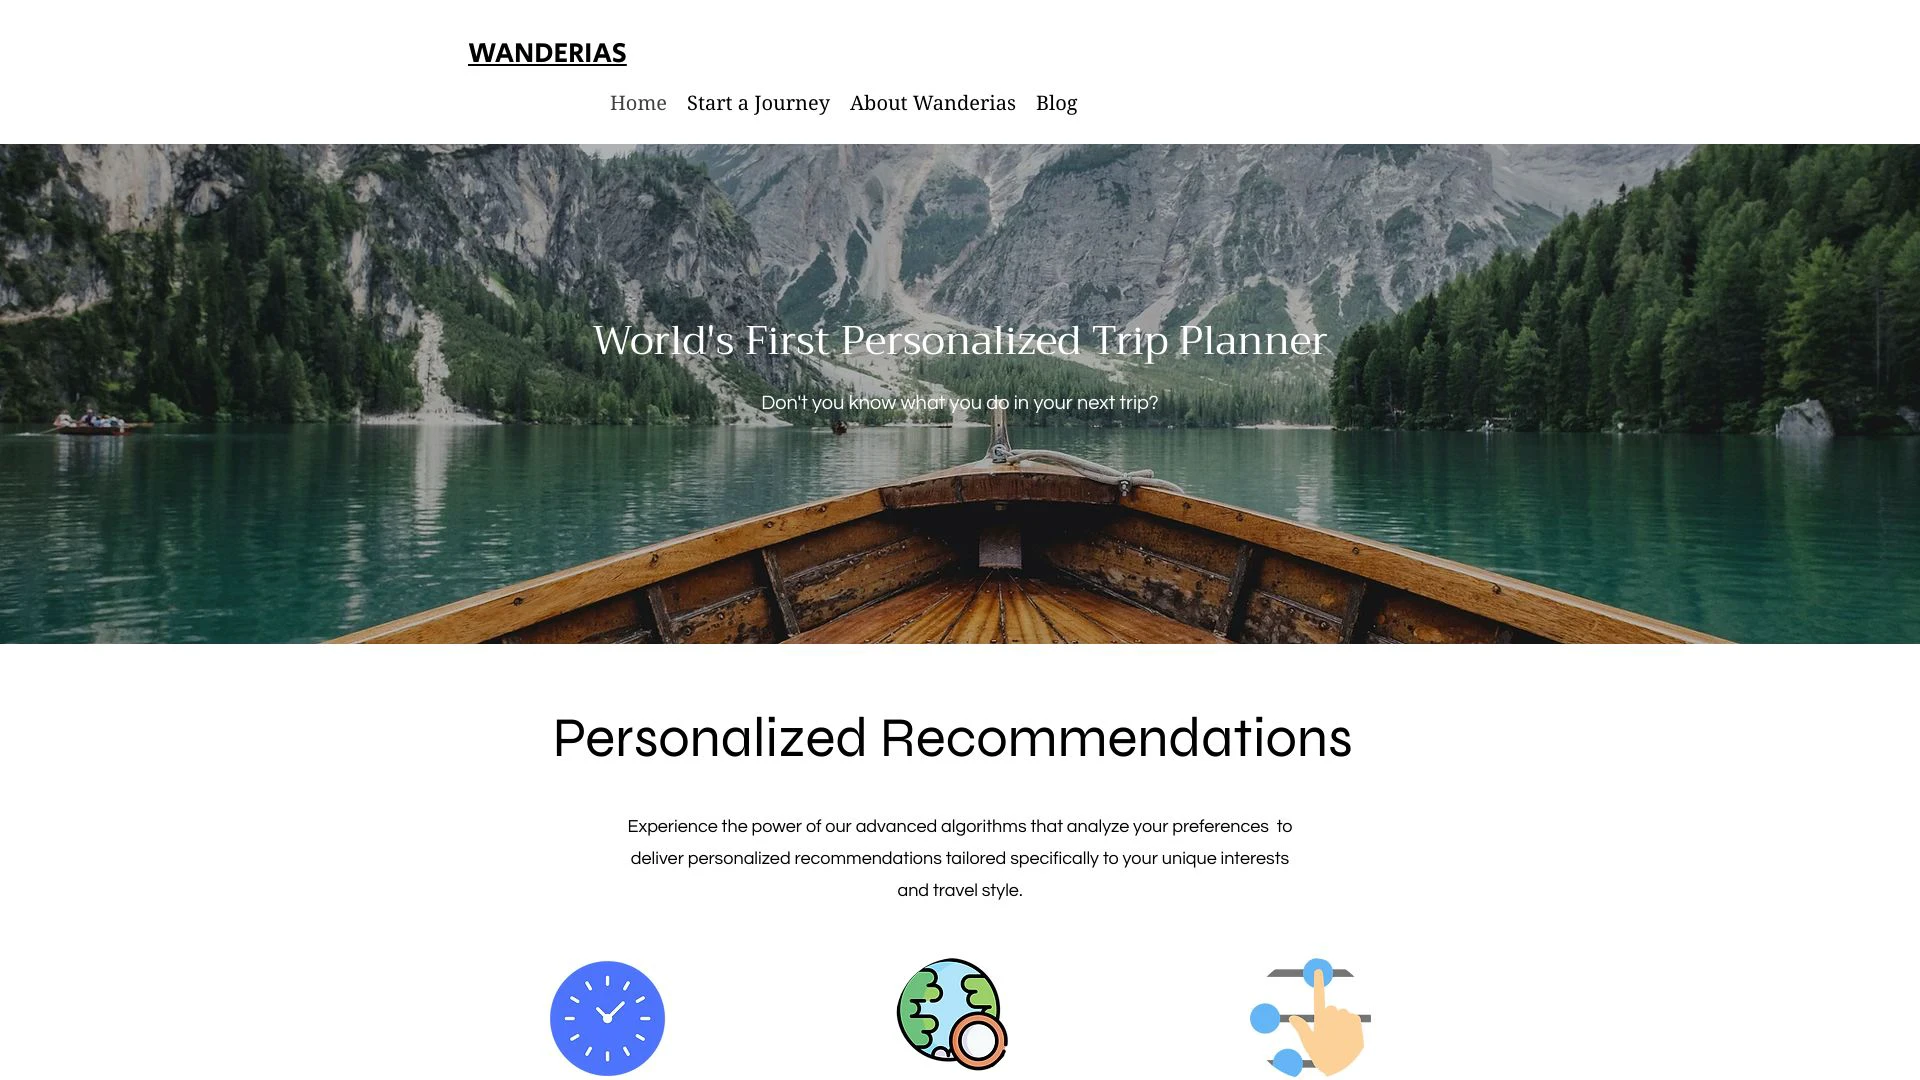 WANDERIAS
Home Start a Journey About Wanderias Blog
World's First Personalized Trip Planner
Don't you know what you do in your next trip?
Personalized Recommendations
Experience the power of our advanced algorithms that analyze your preferences  to
deliver personalized recommendations tailored specifically to your unique interests
and travel style.